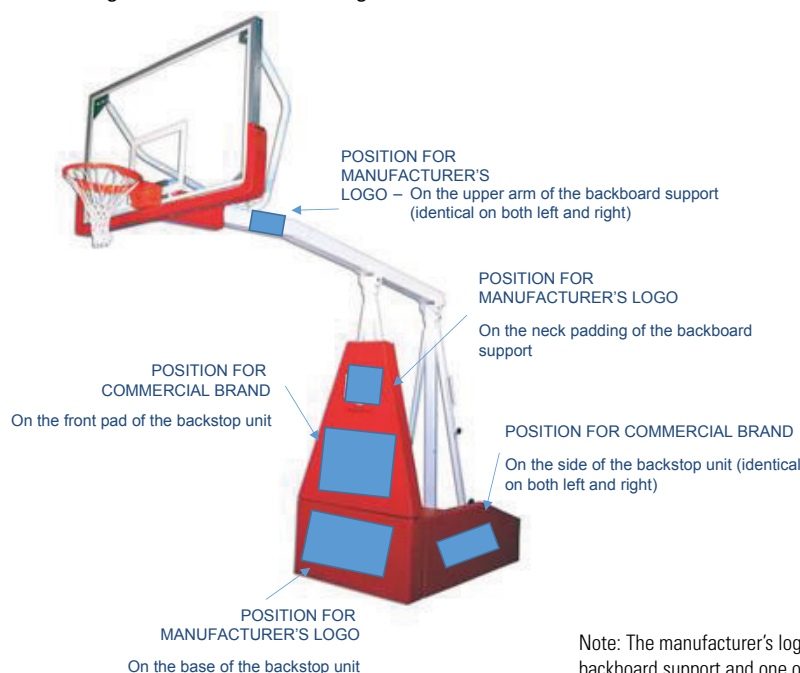 POSITION FOR
MANUFACTURER'S
LOGO – On the upper arm of the backboard support
(identical on both left and right)
POSITION FOR
MANUFACTURER'S LOGO
On the neck padding of the backboard
support
POSITION FOR
COMMERCIAL BRAND
On the front pad of the backstop unit
POSITION FOR COMMERCIAL BRAND
On the side of the backstop unit (identical
on both left and right)
POSITION FOR
MANUFACTURER'S LOGO
On the base of the backstop unit
Note: The manufacturer's
backboard support and one